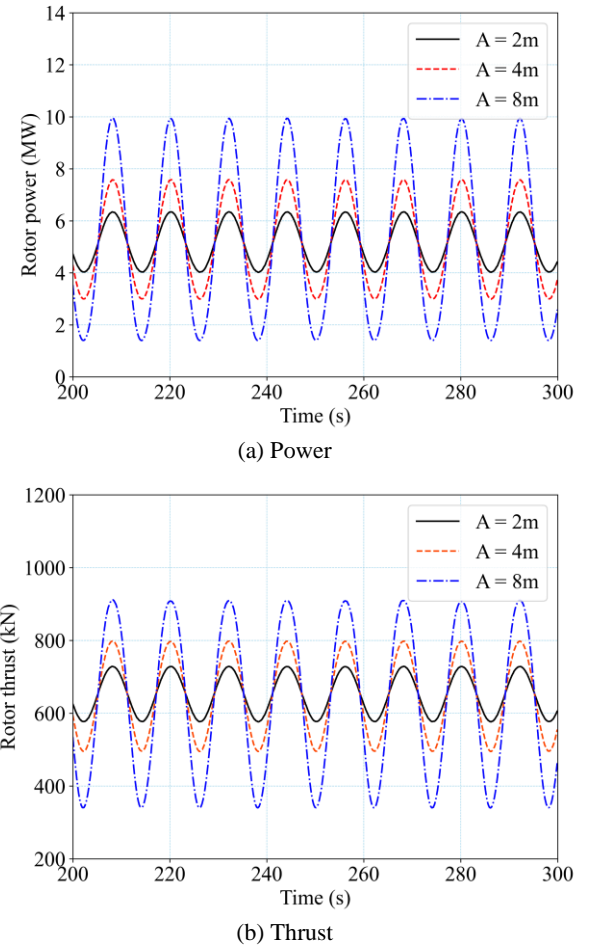 14
12
10
8
6
4
2
0
Rotor power (MW)
A = 2m
A = 4m
A = 8m
200 220 240 260 280 300
Time (s)
(a) Power
1200
1000
800
600
400
200
Rotor thrust (kN)
A = 2m
A = 4m
A = 8m
200 220 240 260 280 300
Time (s)
(b) Thrust